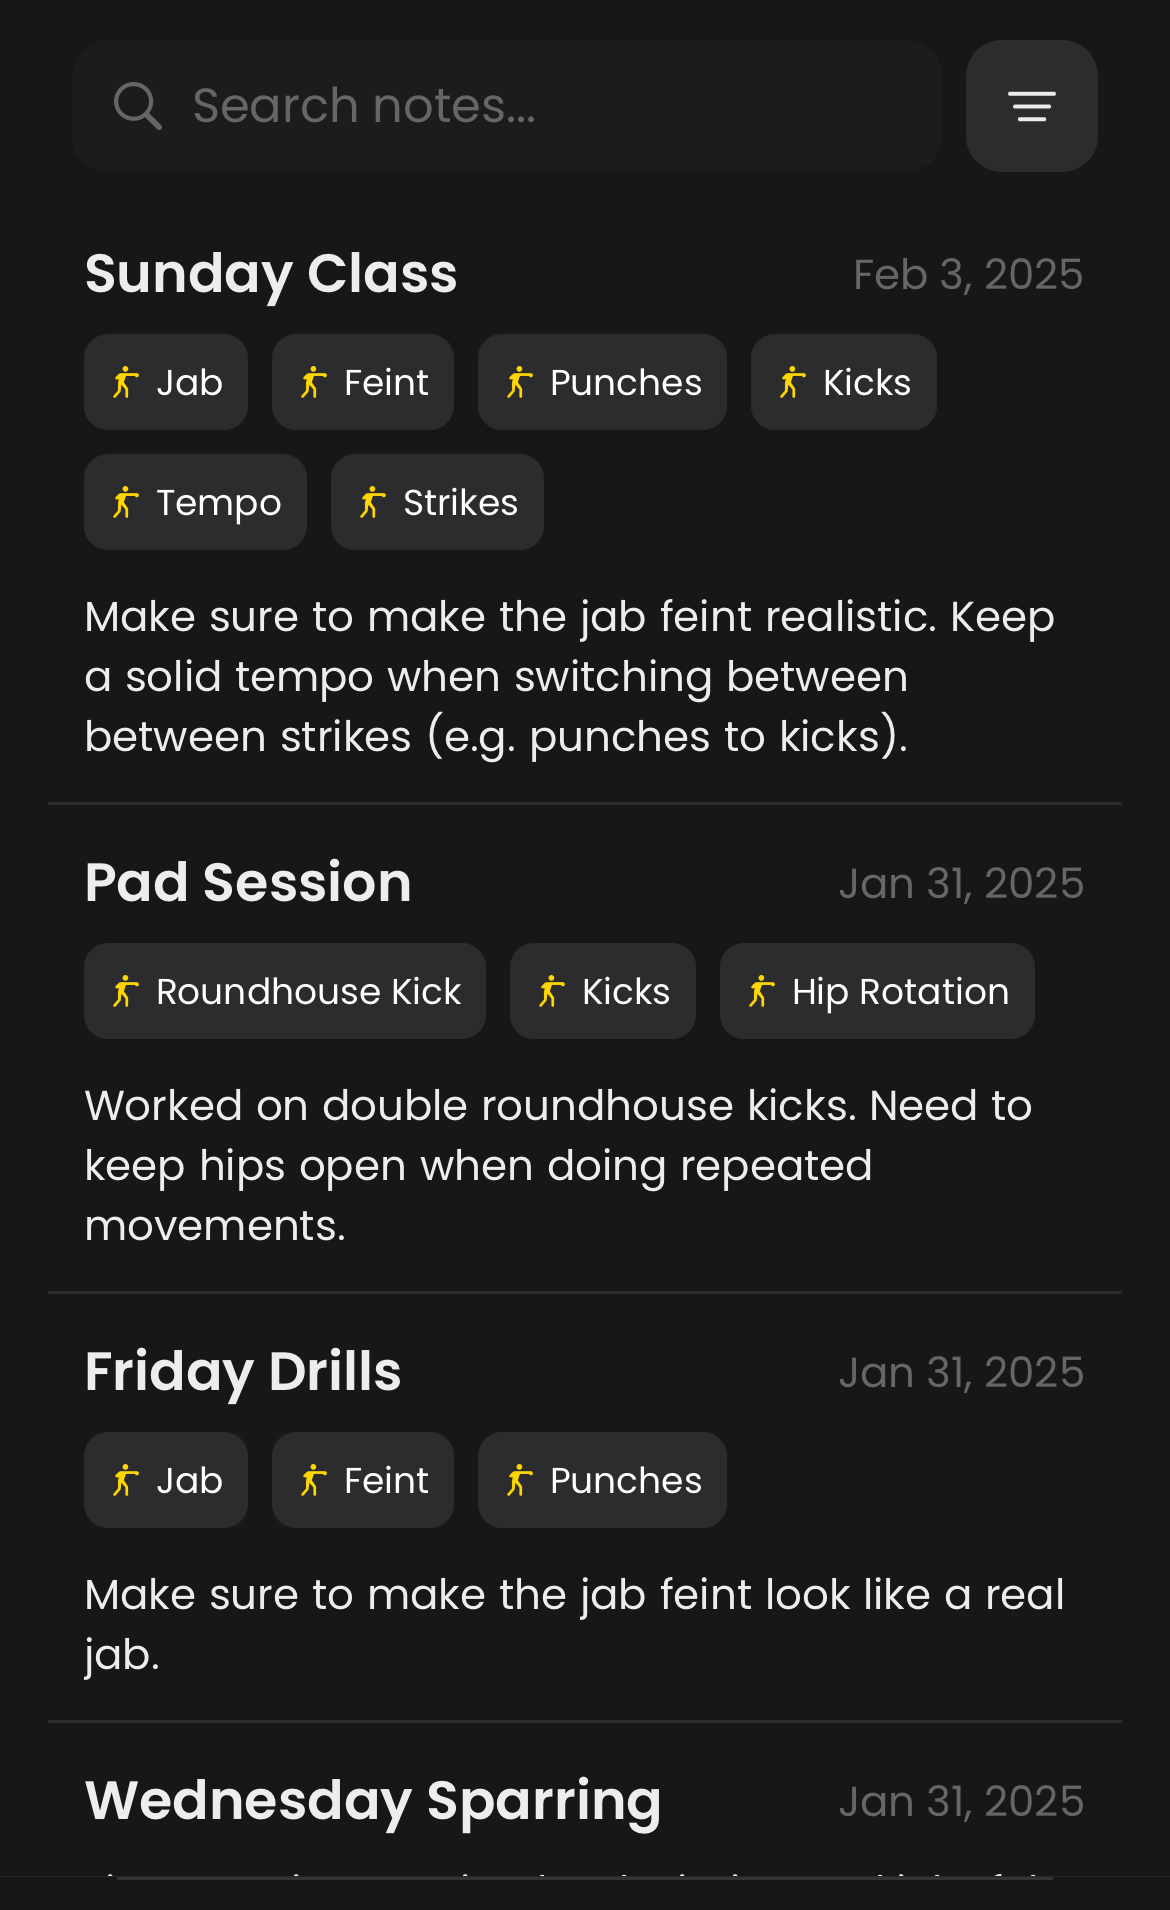 Search notes...
Sunday Class
Feb 3, 2025
Jab Feint Punches Kicks
Tempo Strikes
Make sure to make the jab feint realistic. Keep
a solid tempo when switching between
between strikes (e.g. punches to kicks).
Pad Session
Jan 31, 2025
Roundhouse Kick Kicks Hip Rotation
Worked on double roundhouse kicks. Need to
keep hips open when doing repeated
movements.
Friday Drills
Jan 31, 2025
Jab Feint Punches
Make sure to make the jab feint look like a real
jab.
Wednesday Sparring
Jan 31, 2025